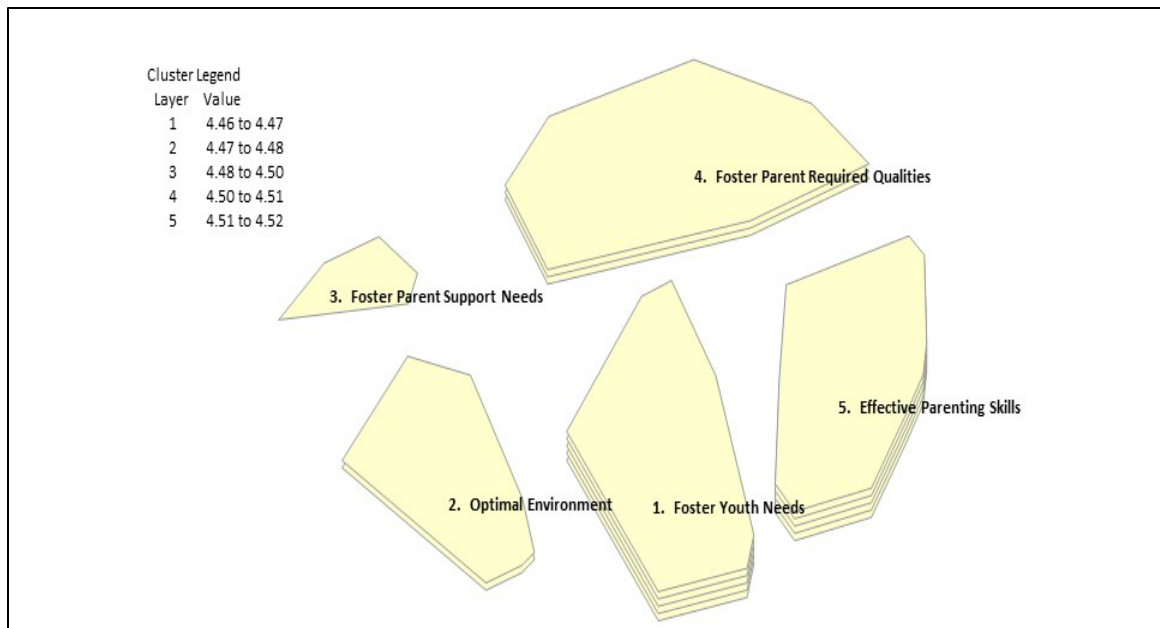 Cluster Legend
Layer Value
1 4.46 to 4.47
2 4.47 to 4.48
3 4.48 to 4.50
4 4.50 to 4.51
5 4.51 to 4.52
4. Foster Parent Required Qualities
3. Foster Parent Support Needs
5. Effective Parenting Skills
2. Optimal Environment
1. Foster Youth Needs